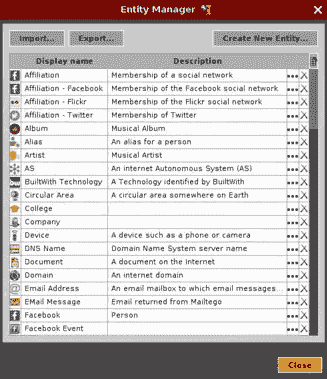 Entity Manager
Import... Export... Create New Entity...
Display name Description
Affiliation Membership of a social network
Affiliation - Facebook Membership of the Facebook social network
Affiliation - Flickr Membership of the Flickr social network
Affiliation - Twitter Membership of Twitter
Album Musical Album
Alias An alias for a person
Artist Musical Artist
AS An internet Autonomous System (AS)
BuiltWith Technology A Technology identified by BuiltWith
Circular Area A circular area somewhere on Earth
College
Company
Device A device such as a phone or camera
DNS Name Domain Name System server name
Document A document on the Internet
Domain An internet domain
Email Address An email mailbox to which email messages...
EMail Message Email returned from Mailtego
Facebook Person
Facebook Event
Close